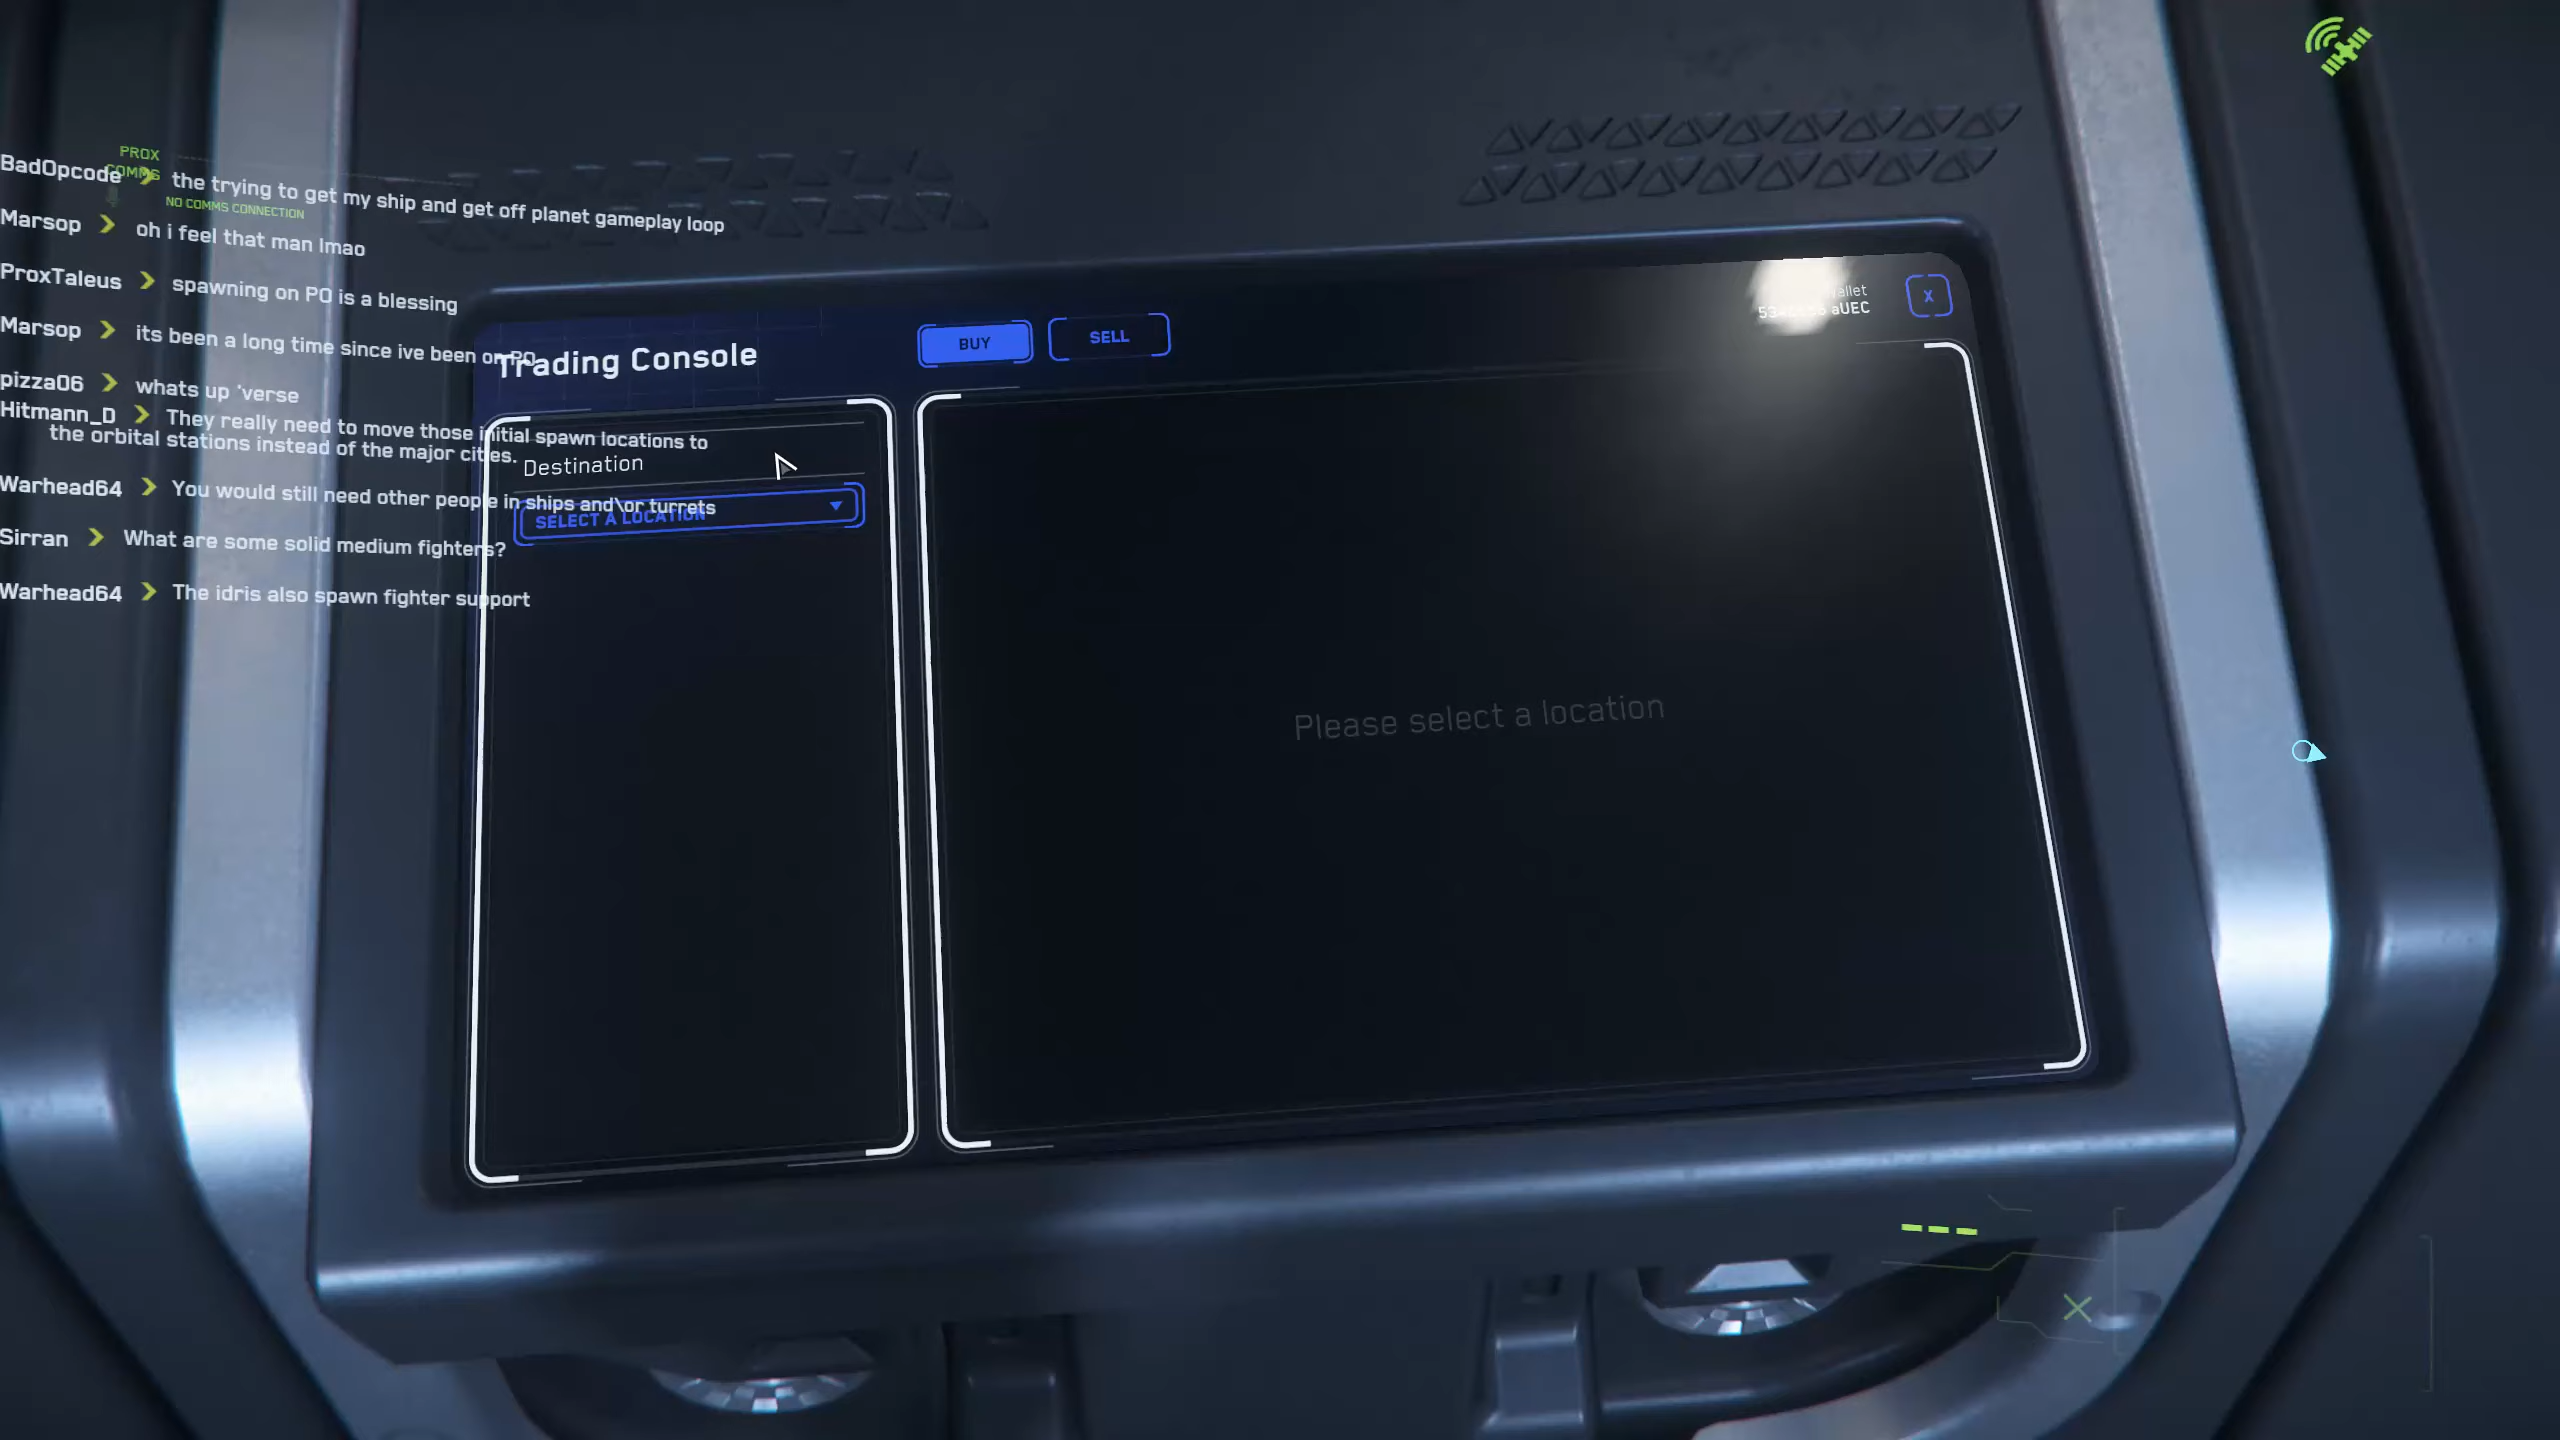 PROX
COMMS
NO COMMS CONNECTION
BadOpcode the trying to get my ship and get off planet gameplay loop
Marsop oh i feel that man lmao
ProxTaleus spawning on PO is a blessing
Marsop its been a long time since ive been on PO
pizza06 whats up 'verse
Hitmann_D They really need to move those initial spawn locations to
the orbital stations instead of the major cities.
Warhead64 You would still need other people in ships and\or turrets
Sirran What are some solid medium fighters?
Warhead64 The idris also spawn fighter support
Trading Console
BUY
SELL
aUEC
X
Destination
SELECT A LOCATION
Please select a location